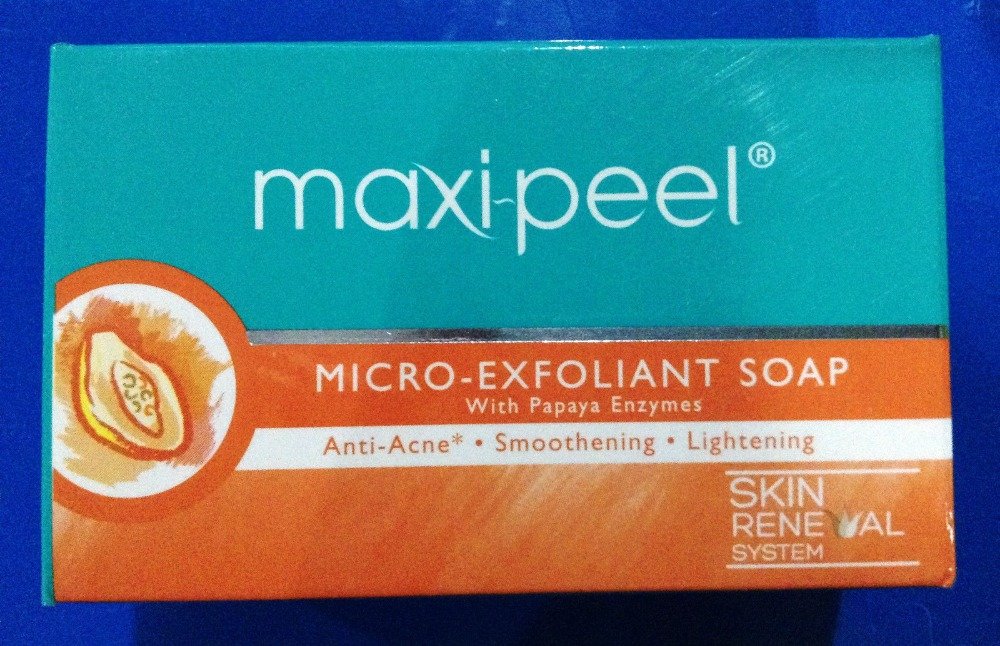 maxi-peel®
MICRO-EXFOLIANT SOAP
With Papaya Enzymes
Anti-Acne* • Smoothening • Lightening
SKIN
RENEWAL
SYSTEM